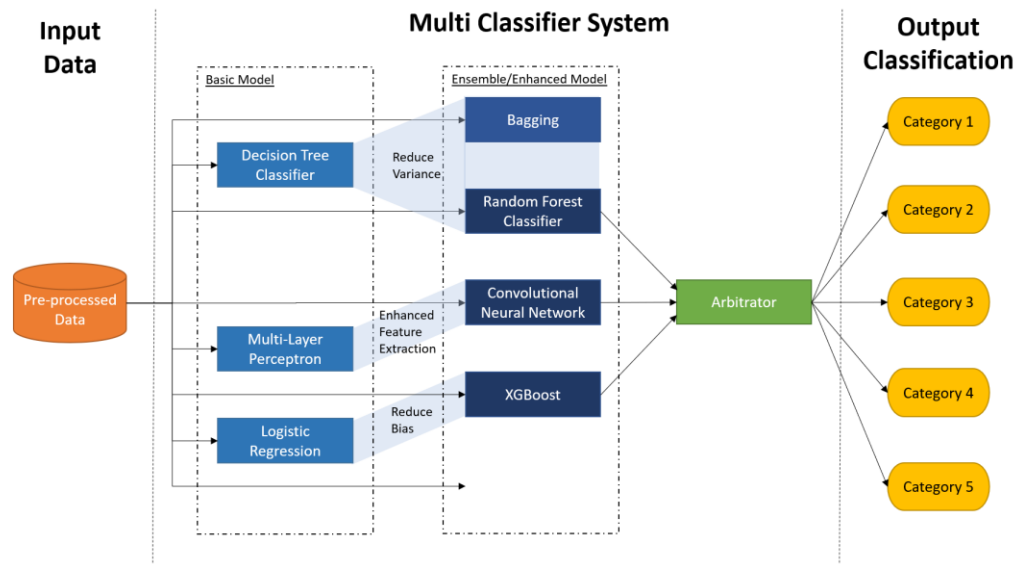 Input
Data
Multi Classifier System
Output
Classification
Basic Model
Ensemble/Enhanced Model
Bagging
Category 1
Decision Tree
Classifier
Reduce
Variance
Random Forest
Classifier
Category 2
Pre-processed
Data
Convolutional
Neural Network
Arbitrator
Category 3
Multi-Layer
Perceptron
Enhanced
Feature
Extraction
XGBoost
Category 4
Logistic
Regression
Reduce
Bias
Category 5